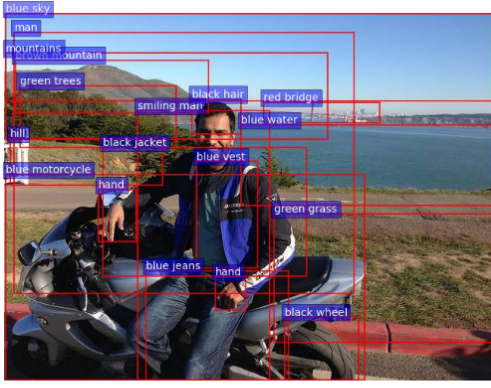 blue sky
man
mountains
brown mountain
green trees
black hair
red bridge
smiling man
blue water
hill
black jacket
blue vest
blue motorcycle
hand
green grass
blue jeans
hand
black wheel